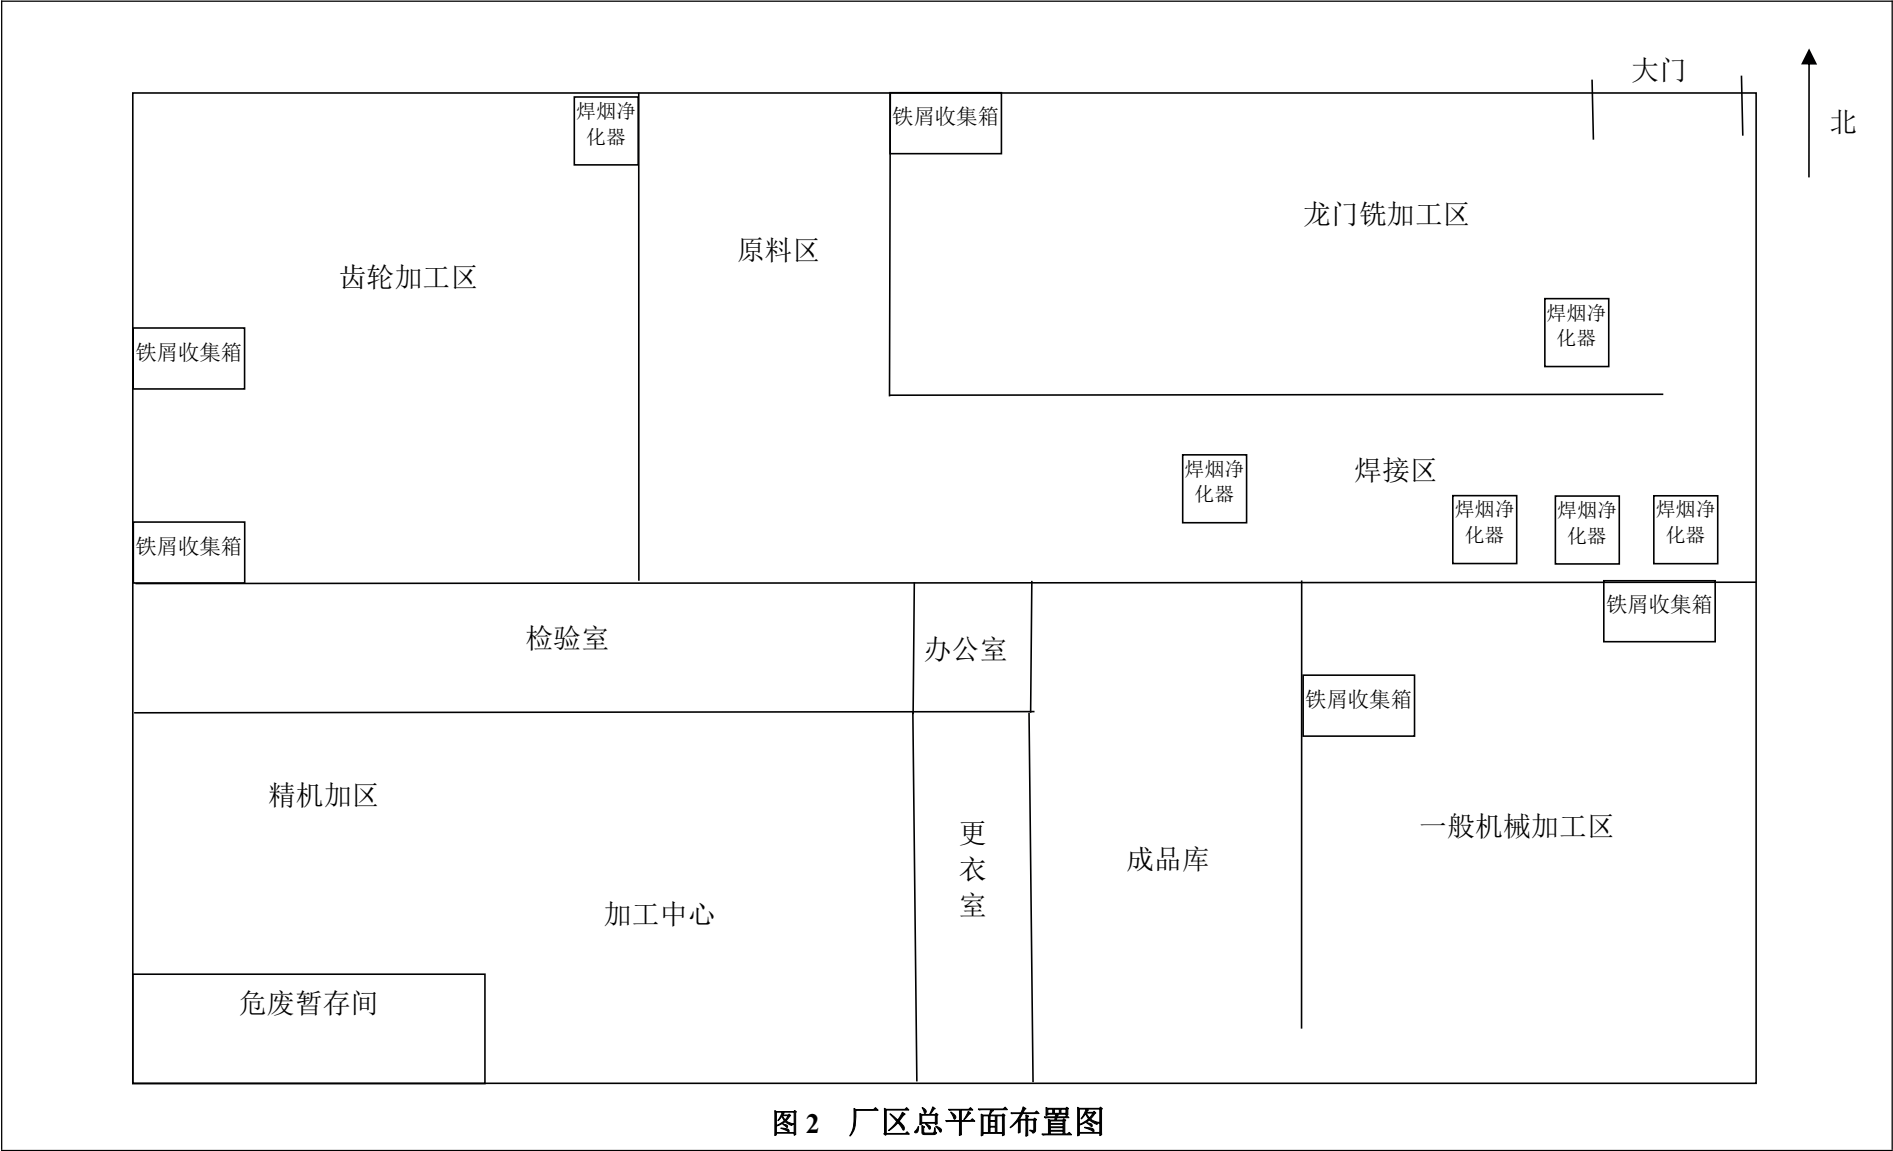 大门
北
焊烟净
化器
铁屑收集箱
龙门铣加工区
原料区
齿轮加工区
焊烟净
化器
铁屑收集箱
焊接区
焊烟净
化器
焊烟净
化器
焊烟净
化器
焊烟净
化器
铁屑收集箱
铁屑收集箱
检验室
办公室
铁屑收集箱
精机加区
更
衣
室
成品库
一般机械加工区
加工中心
危废暂存间
图 2 厂区总平面布置图